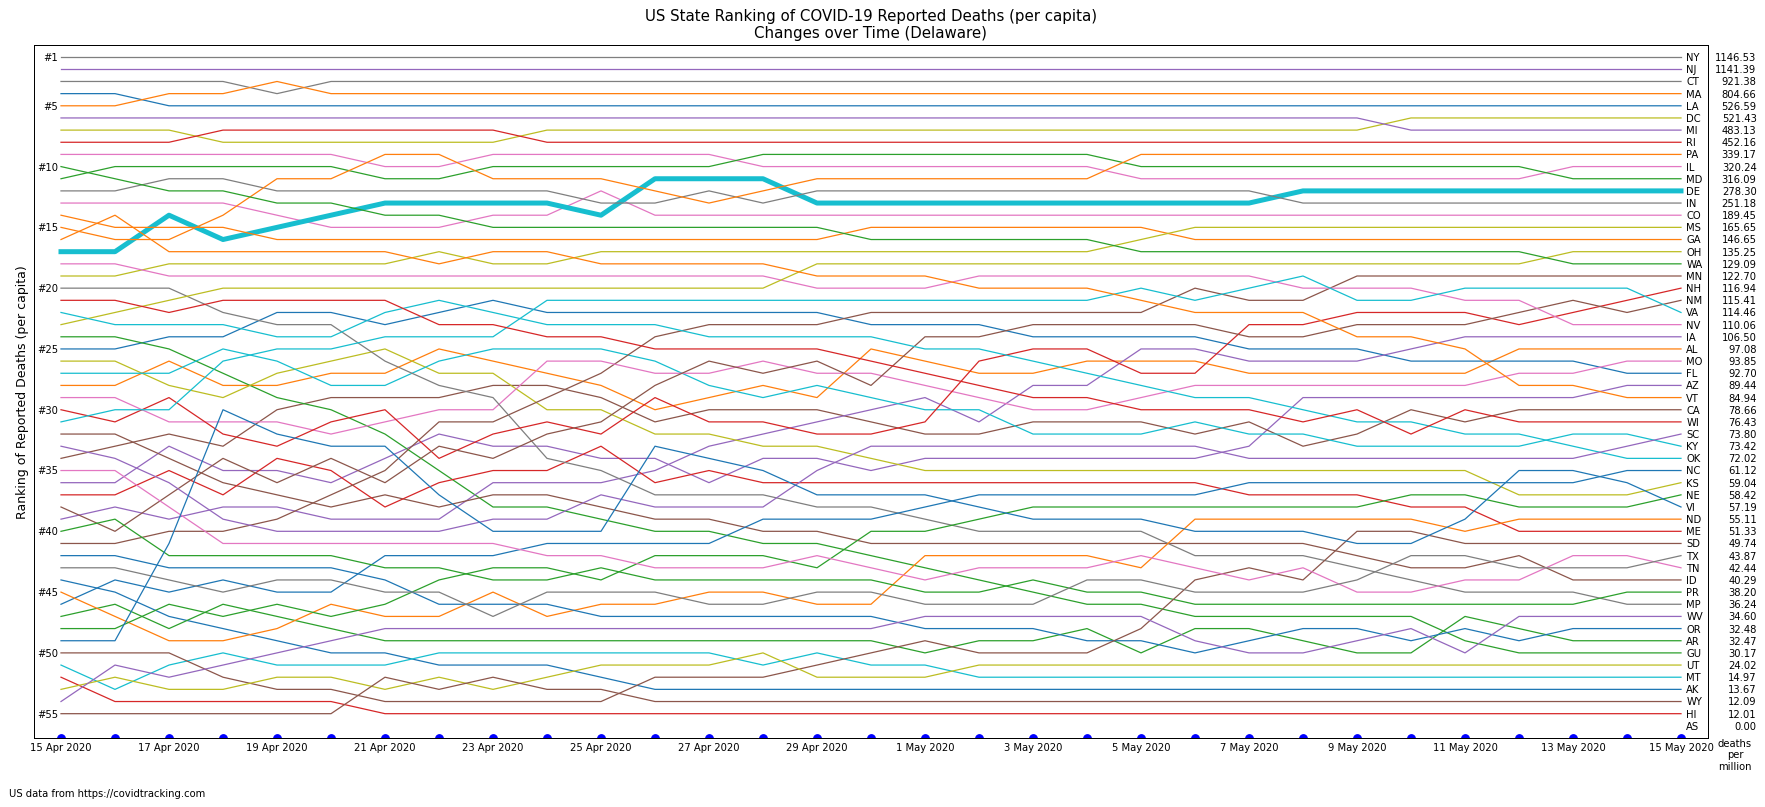 US State Ranking of COVID-19 Reported Deaths (per capita)
Changes over Time (Delaware)
Ranking of Reported Deaths (per capita)
#1
#5
#10
#15
#20
#25
#30
#35
#40
#45
#50
#55
NY 1146.53
NJ 1141.39
CT 921.38
MA 804.66
LA 526.59
DC 521.43
MI 483.13
RI 452.16
PA 339.17
IL 320.24
MD 316.09
DE 278.30
IN 251.18
CO 189.45
MS 165.65
GA 146.65
OH 135.25
WA 129.09
MN 122.70
NH 116.94
NM 115.41
VA 114.46
NV 110.06
IA 106.50
AL 97.08
MO 93.85
FL 92.70
AZ 89.44
VT 84.94
CA 78.66
WI 76.43
SC 73.80
KY 73.42
OK 72.02
NC 61.12
KS 59.04
NE 58.42
VI 57.19
ND 55.11
ME 51.33
SD 49.74
TX 43.87
TN 42.44
ID 40.29
PR 38.20
MP 36.24
WV 34.60
OR 32.48
AR 32.47
GU 30.17
UT 24.02
MT 14.97
AK 13.67
WY 12.09
HI 12.01
AS 0.00
15 Apr 2020 17 Apr 2020 19 Apr 2020 21 Apr 2020 23 Apr 2020 25 Apr 2020 27 Apr 2020 29 Apr 2020 1 May 2020 3 May 2020 5 May 2020 7 May 2020 9 May 2020 11 May 2020 13 May 2020 15 May 2020
deaths
per
million
US data from https://covidtracking.com